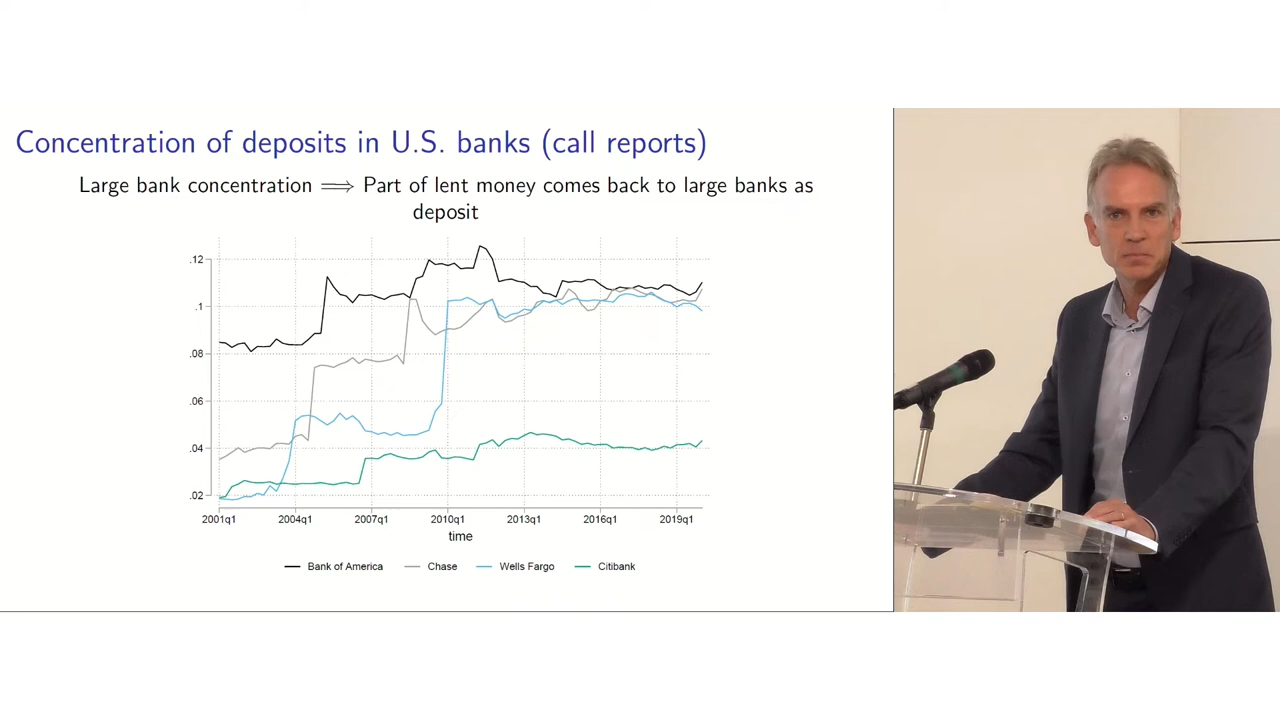 Concentration of deposits in U.S. banks (call reports)
Large bank concentration ⟹ Part of lent money comes back to large banks as
deposit
.12
.1
.08
.06
.04
.02
2001q1 2004q1 2007q1 2010q1 2013q1 2016q1 2019q1
time
Bank of America Chase Wells Fargo Citibank